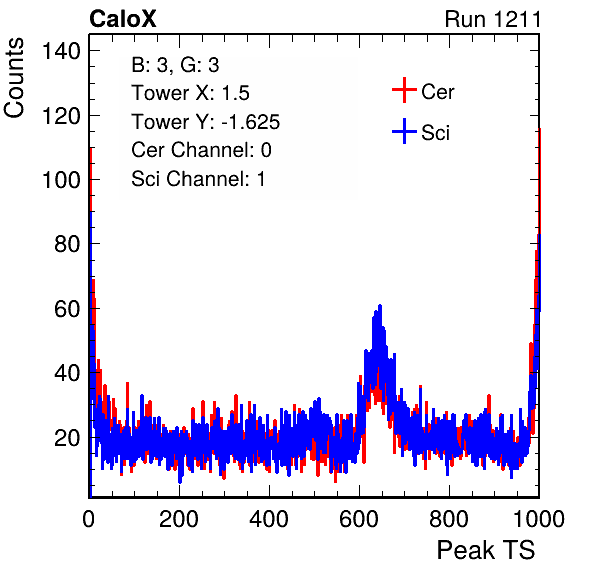 CaloX Run 1211
Counts
140
120
100
80
60
40
20
B: 3, G: 3
Tower X: 1.5
Tower Y: -1.625
Cer Channel: 0
Sci Channel: 1
Cer
Sci
0 200 400 600 800 1000
Peak TS